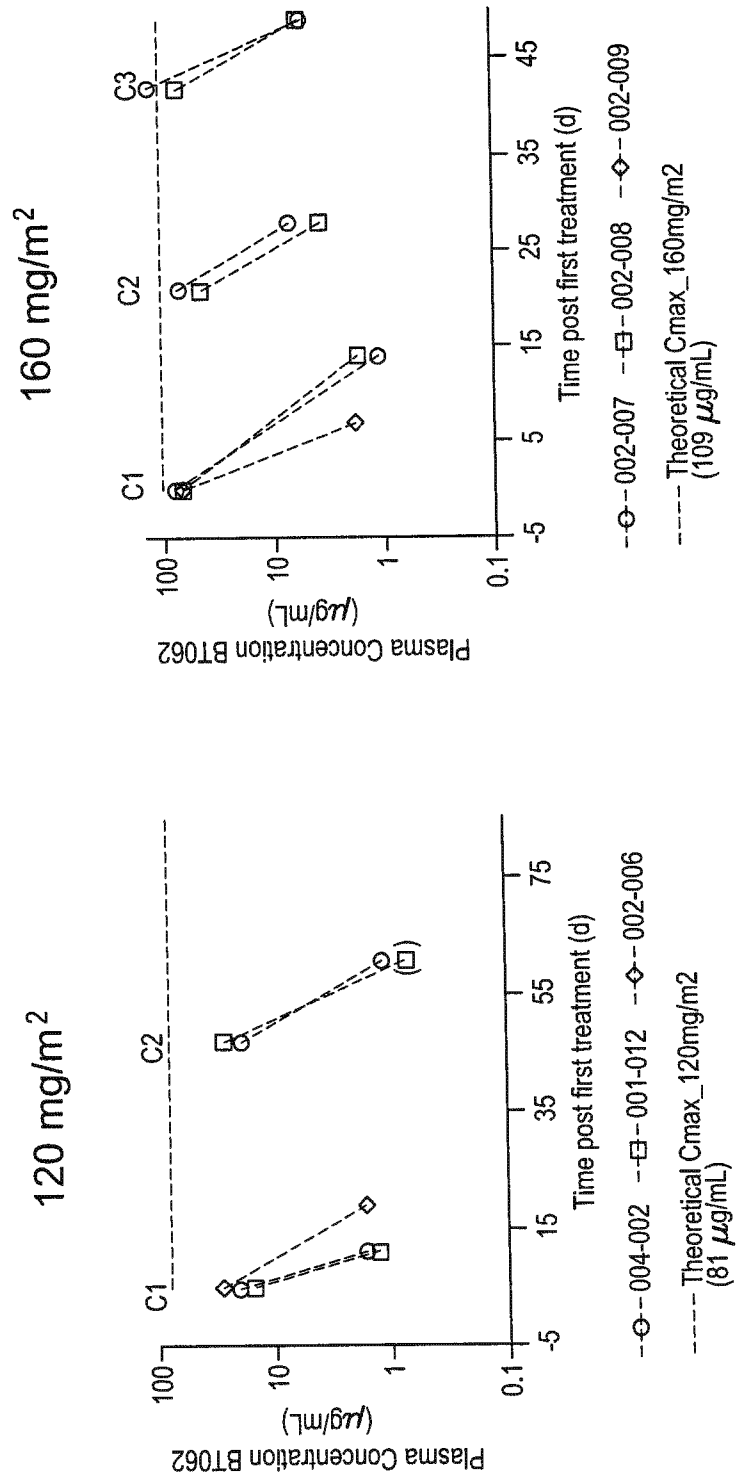 120 mg/m²
Plasma Concentration BT062
(μg/mL)
100
10
1
0.1
C1
C2
-5
15
35
55
75
( )
Time post first treatment (d)
004-002
001-012
002-006
Theoretical Cmax_120mg/m2
(81 μg/mL)
160 mg/m²
Plasma Concentration BT062
(μg/mL)
100
10
1
0.1
C1
C2
C3
-5
5
15
25
35
45
Time post first treatment (d)
002-007
002-008
002-009
Theoretical Cmax_160mg/m2
(109 μg/mL)